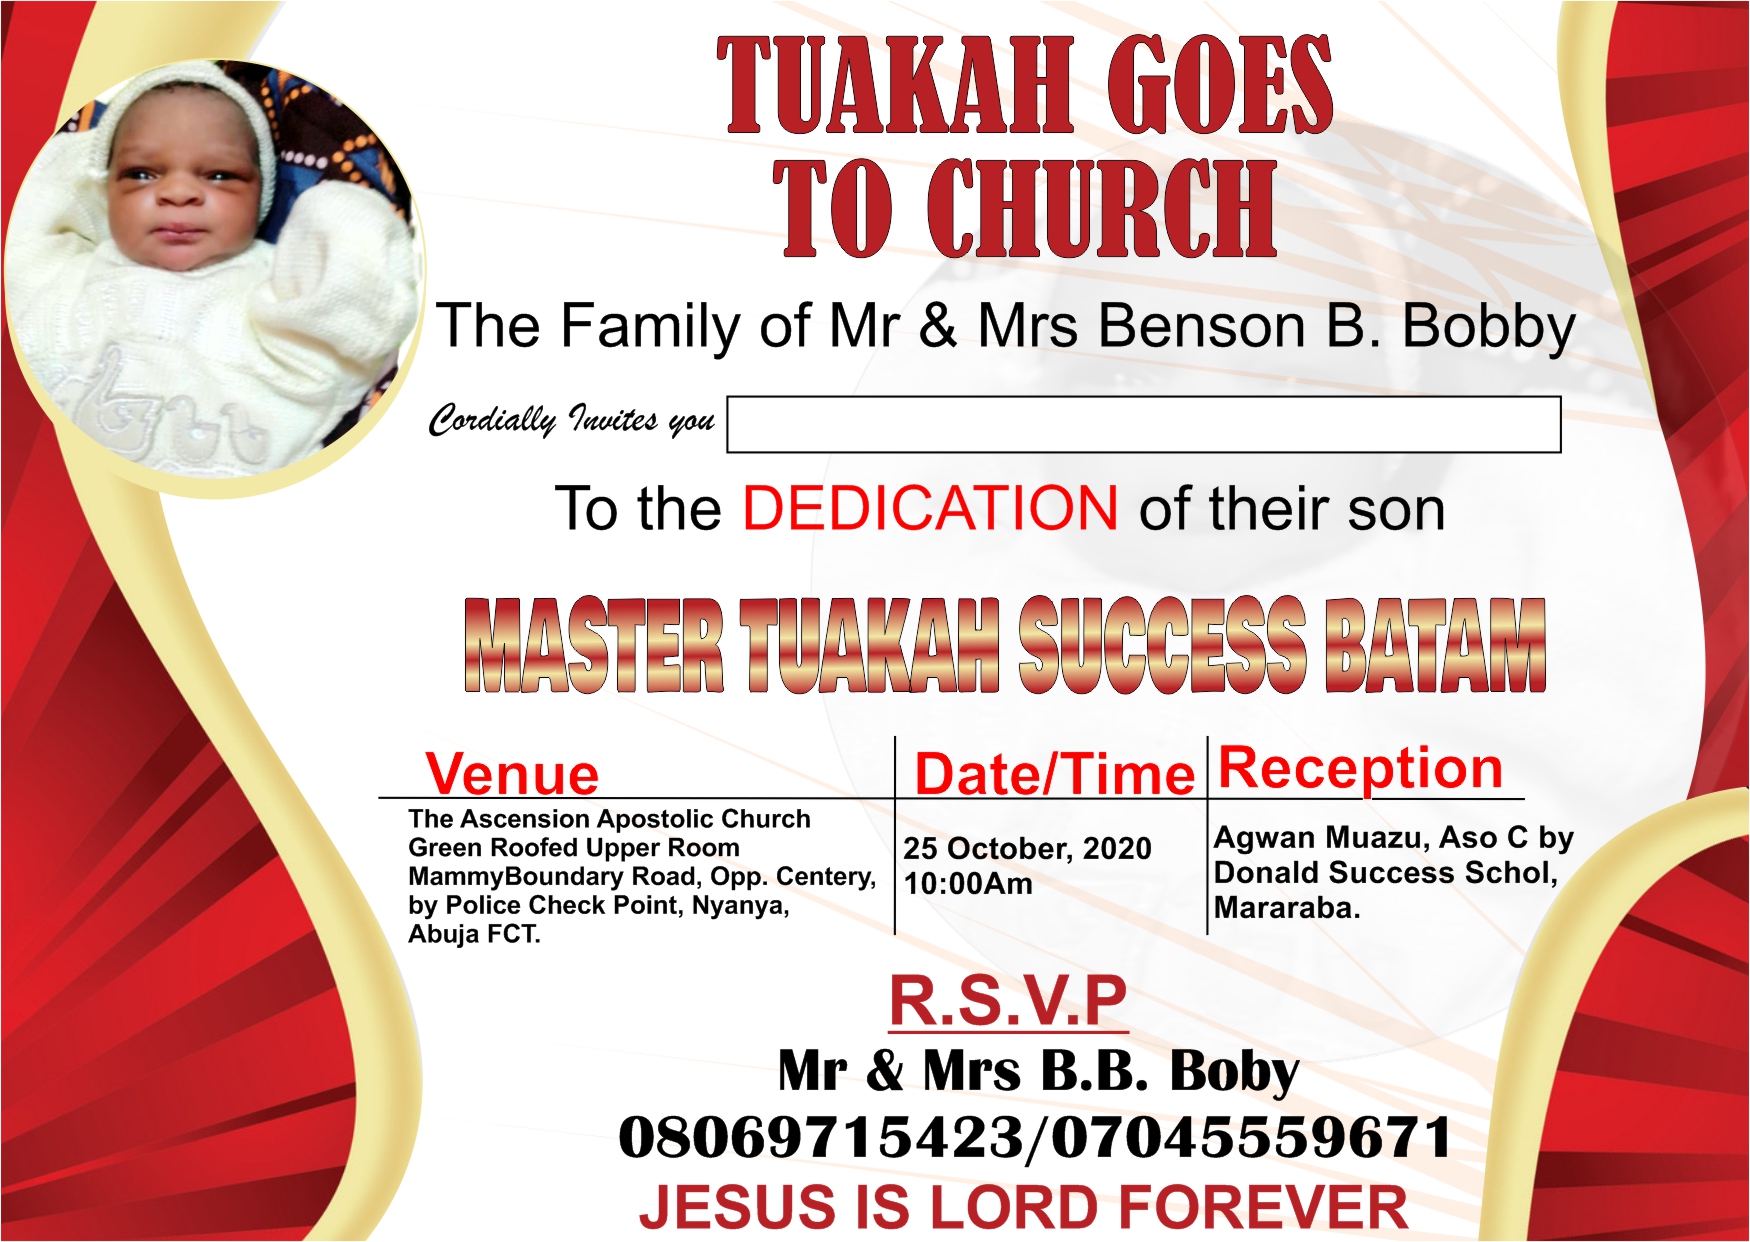 TUAKAH GOES
TO CHURCH
The Family of Mr & Mrs Benson B. Bobby
Cordially Invites you
To the DEDICATION of their son
MASTER TUAKAH SUCCESS BATAM
Venue
The Ascension Apostolic Church
Green Roofed Upper Room
MammyBoundary Road, Opp. Centery,
by Police Check Point, Nyanya,
Abuja FCT.
Date/Time
25 October, 2020
10:00Am
Reception
Agwan Muazu, Aso C by
Donald Success Schol,
Mararaba.
R.S.V.P
Mr & Mrs B.B. Boby
08069715423/07045559671
JESUS IS LORD FOREVER